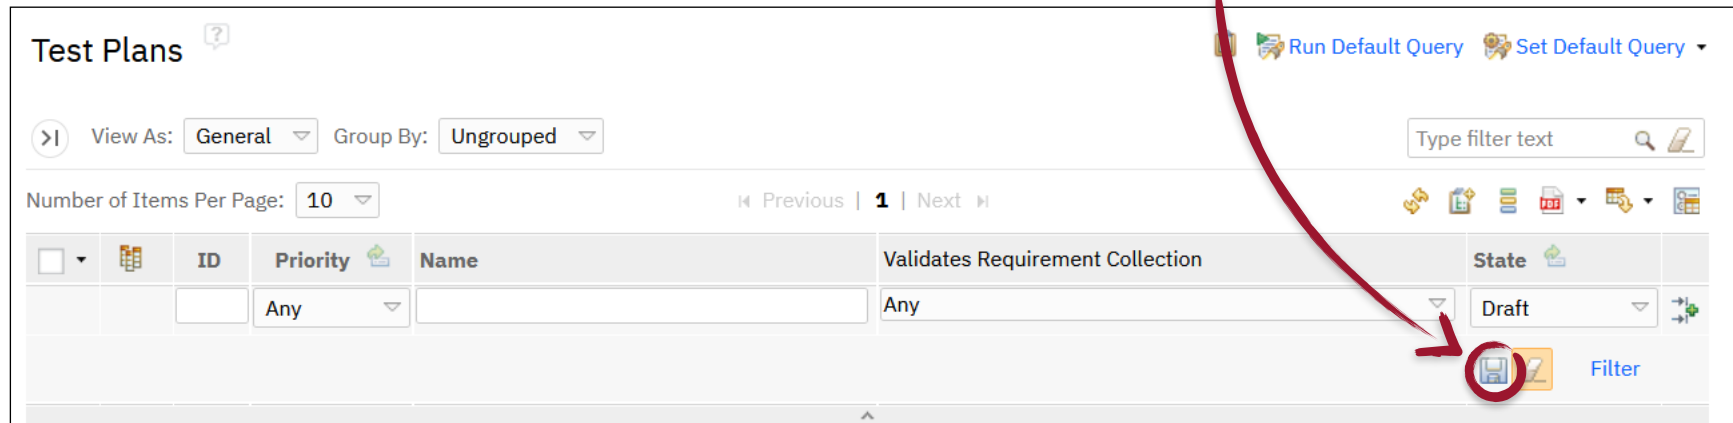 Test Plans ? Run Default Query Set Default Query
View As: General Group By: Ungrouped Type filter text
Number of Items Per Page: 10 Previous | 1 | Next PDF
ID Priority Name Validates Requirement Collection State
Any Any Draft
Filter